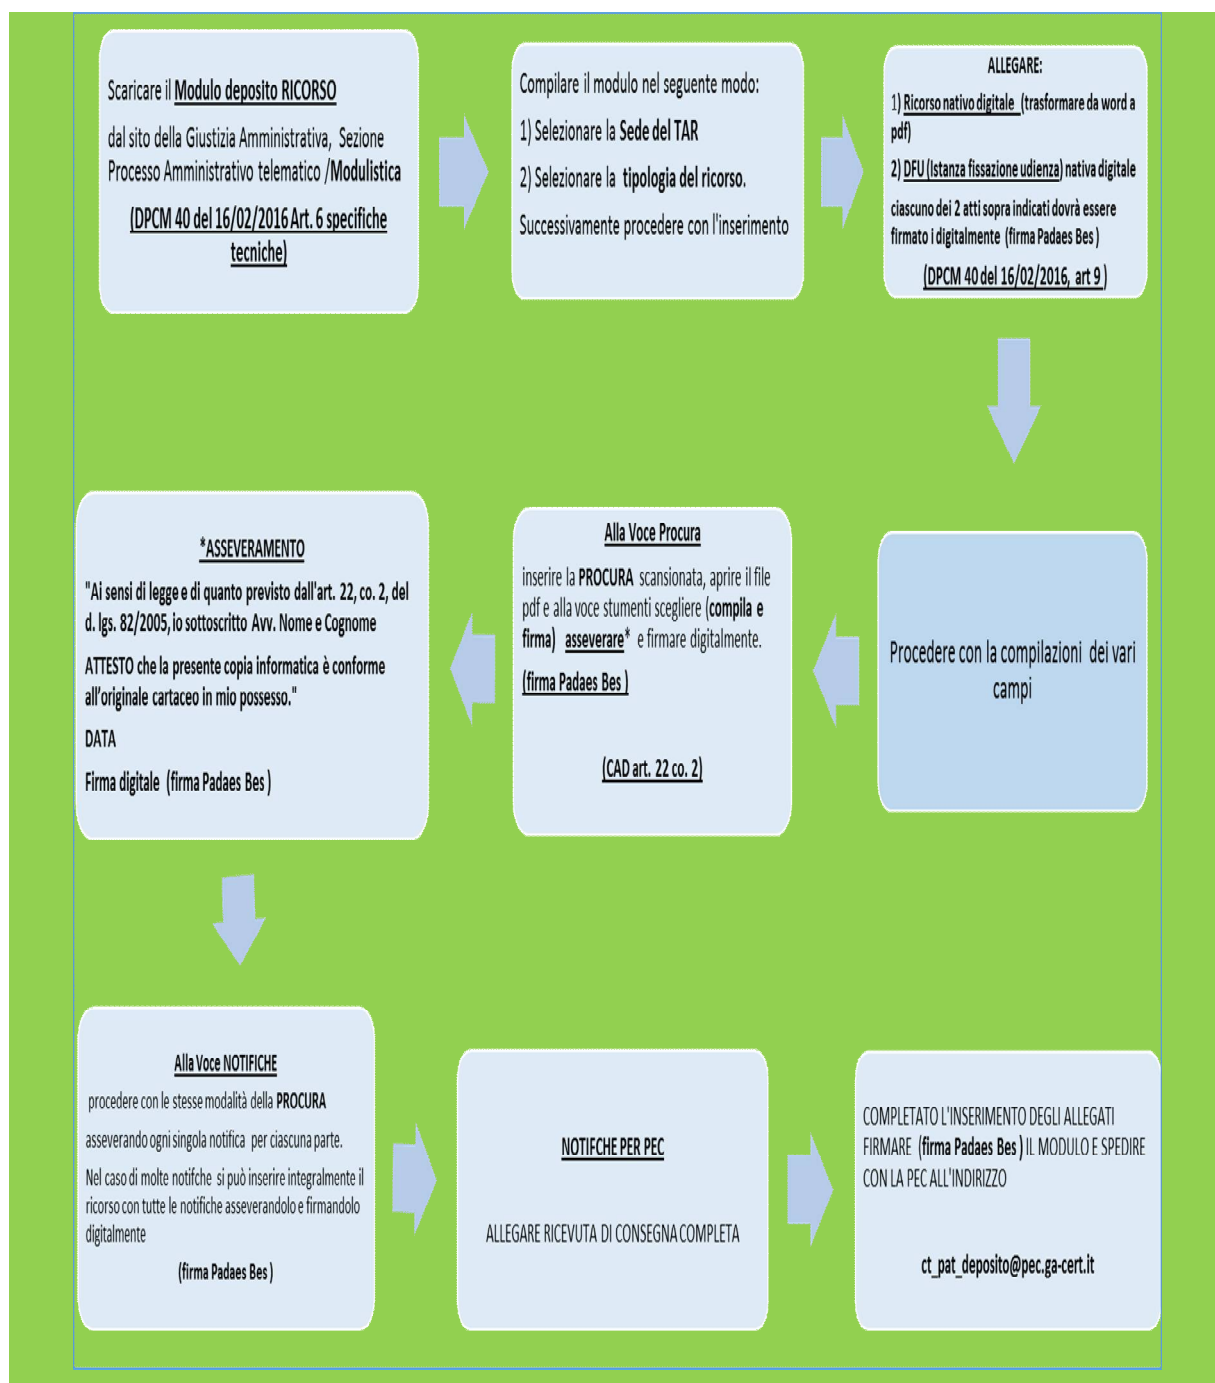 Scaricare il Modulo deposito RICORSO
dal sito della Giustizia Amministrativa, Sezione
Processo Amministrativo telematico /Modulistica
(DPCM 40 del 16/02/2016 Art. 6 specifiche
tecniche)
Compilare il modulo nel seguente modo:
1) Selezionare la Sede del TAR
2) Selezionare la tipologia del ricorso.
Successivamente procedere con l'inserimento
ALLEGARE:
1) Ricorso nativo digitale (trasformare da word a
pdf)
2) DFU (Istanza fissazione udienza) nativa digitale
ciascuno dei 2 atti sopra indicati dovrà essere
firmato i digitalmente (firma Padaes Bes )
(DPCM 40 del 16/02/2016, art 9 )
Procedere con la compilazioni dei vari
campi
Alla Voce Procura
inserire la PROCURA scansionata, aprire il file
pdf e alla voce stumenti scegliere (compila e
firma) asseverare* e firmare digitalmente.
(firma Padaes Bes )
(CAD art. 22 co. 2)
*ASSEVERAMENTO
"Ai sensi di legge e di quanto previsto dall'art. 22, co. 2, del
d. lgs. 82/2005, io sottoscritto Avv. Nome e Cognome
ATTESTO che la presente copia informatica è conforme
all'originale cartaceo in mio possesso."
DATA
Firma digitale (firma Padaes Bes )
Alla Voce NOTIFICHE
procedere con le stesse modalità della PROCURA
asseverando ogni singola notifica per ciascuna parte.
Nel caso di molte notifche si può inserire integralmente il
ricorso con tutte le notifiche asseverandolo e firmandolo
digitalmente
(firma Padaes Bes )
NOTIFCHE PER PEC
ALLEGARE RICEVUTA DI CONSEGNA COMPLETA
COMPLETATO L'INSERIMENTO DEGLI ALLEGATI
FIRMARE (firma Padaes Bes ) IL MODULO E SPEDIRE
CON LA PEC ALL'INDIRIZZO
ct_pat_deposito@pec.ga-cert.it